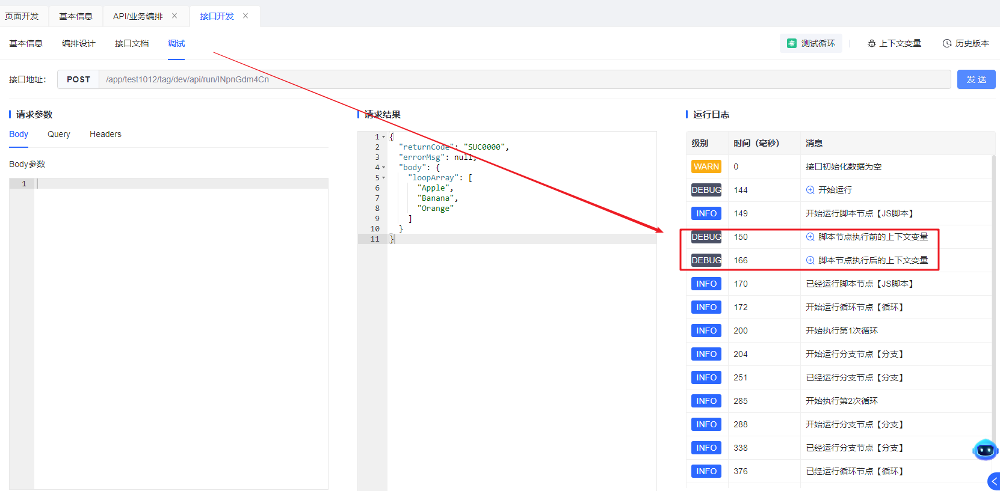 页面开发 基本信息 API/业务编排 接口开发
基本信息 编排设计 接口文档 调试 测试循环 上下文变量 历史版本
接口地址: POST /app/test1012/tag/dev/api/run/INpnGdm4Cn 发 送
请求参数
Body Query Headers
Body参数
1
请求结果
1 {
2 "returnCode": "SUC0000",
3 "errorMsg": null,
4 "body": {
5 "loopArray": [
6 "Apple",
7 "Banana",
8 "Orange"
9 ]
10 }
11 }
运行日志
级别 时间（毫秒） 消息
WARN 0 接口初始化数据为空
DEBUG 144 开始运行
INFO 149 开始运行脚本节点【JS脚本】
DEBUG 150 脚本节点执行前的上下文变量
DEBUG 166 脚本节点执行后的上下文变量
INFO 170 已经运行脚本节点【JS脚本】
INFO 172 开始运行循环节点【循环】
INFO 200 开始执行第1次循环
INFO 204 开始运行分支节点【分支】
INFO 251 已经运行分支节点【分支】
INFO 285 开始执行第2次循环
INFO 288 开始运行分支节点【分支】
INFO 338 已经运行分支节点【分支】
INFO 376 已经运行循环节点【循环】